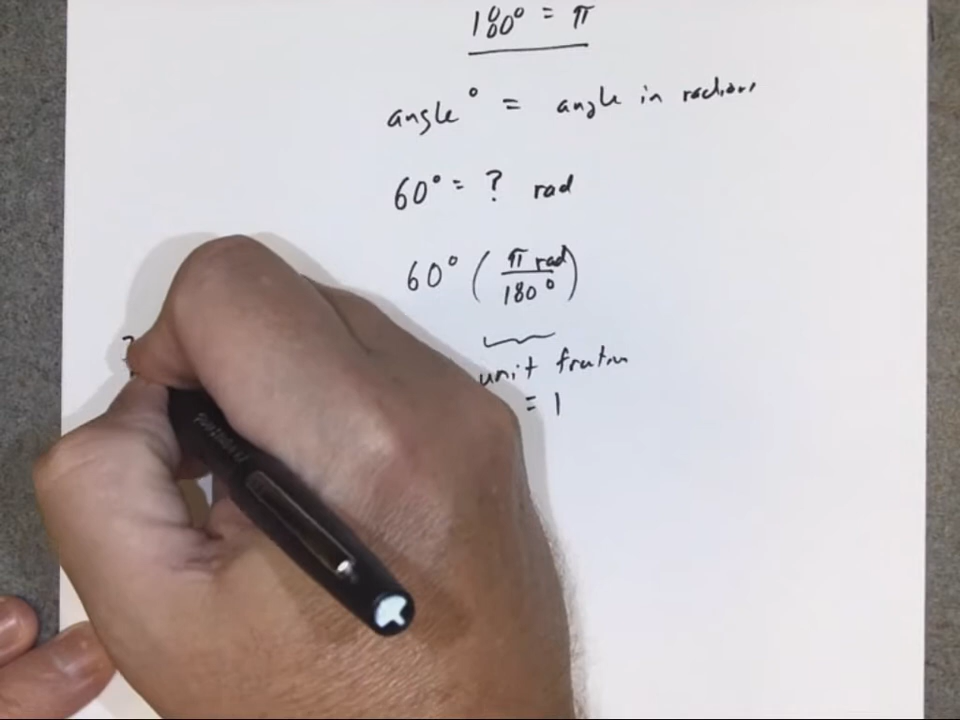 180° = π
angle° = angle in radians
60° = ? rad
60° (π rad / 180°)
unit fraction
= 1